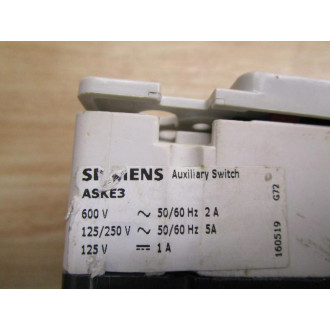 SIEMENS Auxiliary Switch
ASKE3
600 V ~ 50/60 Hz 2 A
125/250 V ~ 50/60 Hz 5A
125 V ⎓ 1 A
G72
160519